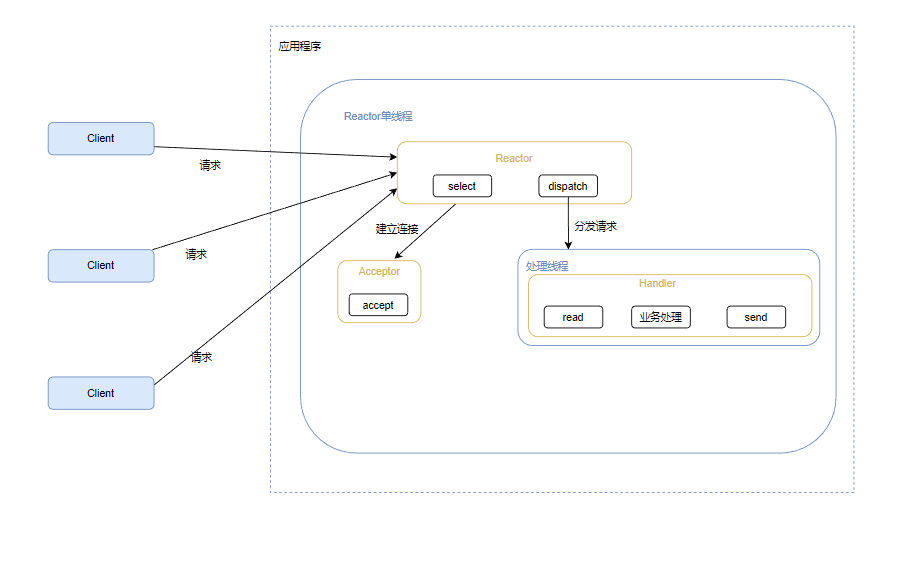 应用程序
Reactor单线程
Client
请求
Reactor
select
dispatch
建立连接
分发请求
Client
请求
Acceptor
accept
处理线程
Handler
read
业务处理
send
请求
Client